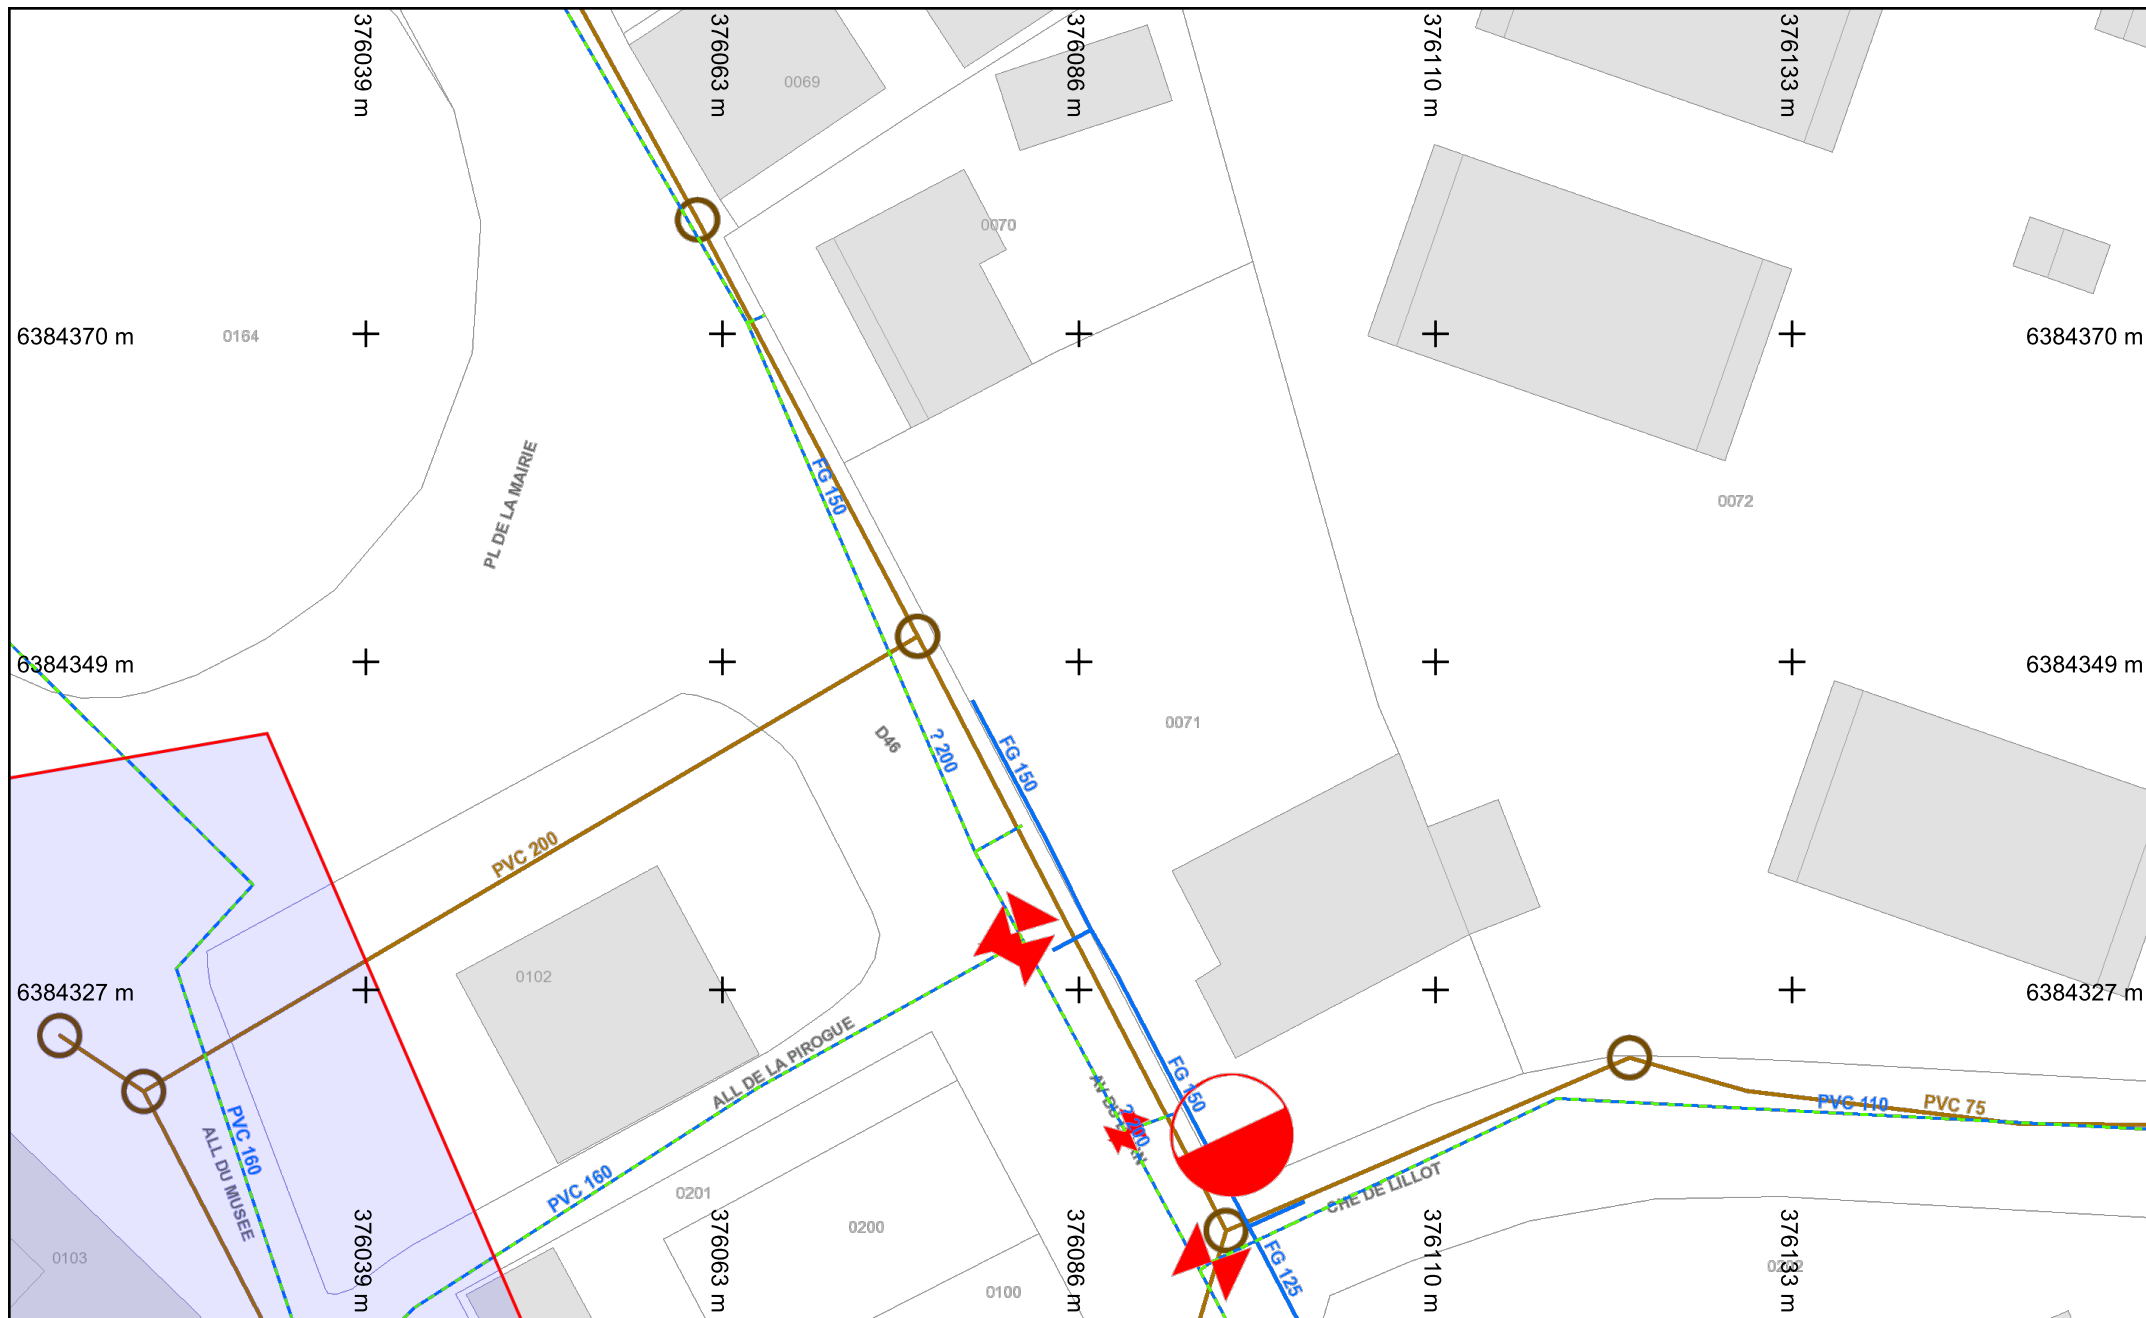 376039 m
376063 m
376086 m
376110 m
376133 m
0069
0070
6384370 m
0164
6384370 m
FG 150
PL DE LA MAIRIE
0072
6384349 m
6384349 m
0071
D46
? 200
FG 150
PVC 200
0102
6384327 m
6384327 m
ALL DE LA PIROGUE
FG 150
PVC 110
PVC 75
PVC 160
ALL DU MUSEE
PVC 160
0201
CHE DE LILLOT
0200
0103
FG 125
0100
376039 m
376063 m
376086 m
376110 m
376133 m